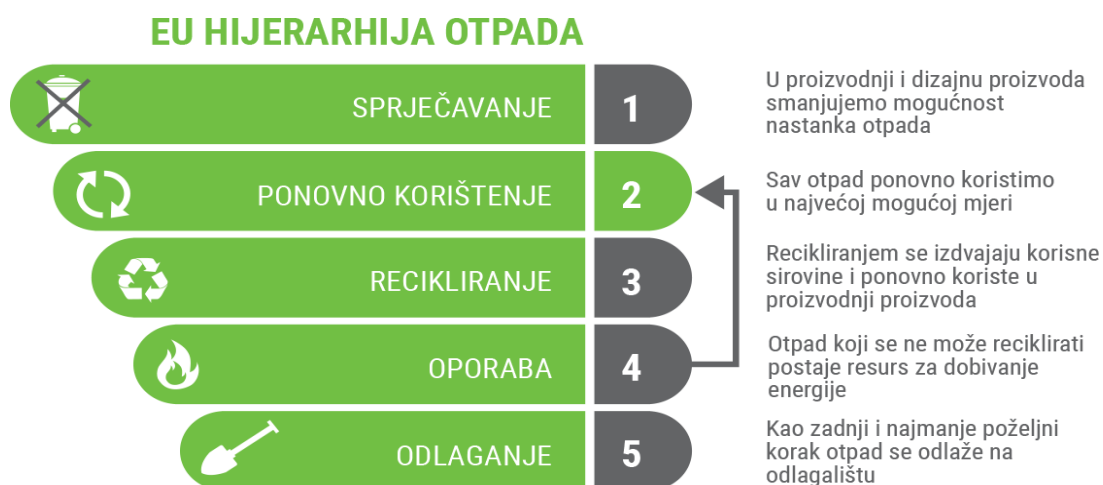 EU HIJERARHIJA OTPADA
SPRJEČAVANJE 1
U proizvodnji i dizajnu proizvoda
smanjujemo mogućnost
nastanka otpada
PONOVNO KORIŠTENJE 2
Sav otpad ponovno koristimo
u najvećoj mogućoj mjeri
RECIKLIRANJE 3
Recikliranjem se izdvajaju korisne
sirovine i ponovno koriste u
proizvodnji proizvoda
OPORABA 4
Otpad koji se ne može reciklirati
postaje resurs za dobivanje
energije
ODLAGANJE 5
Kao zadnji i najmanje poželjni
korak otpad se odlaže na
odlagalištu